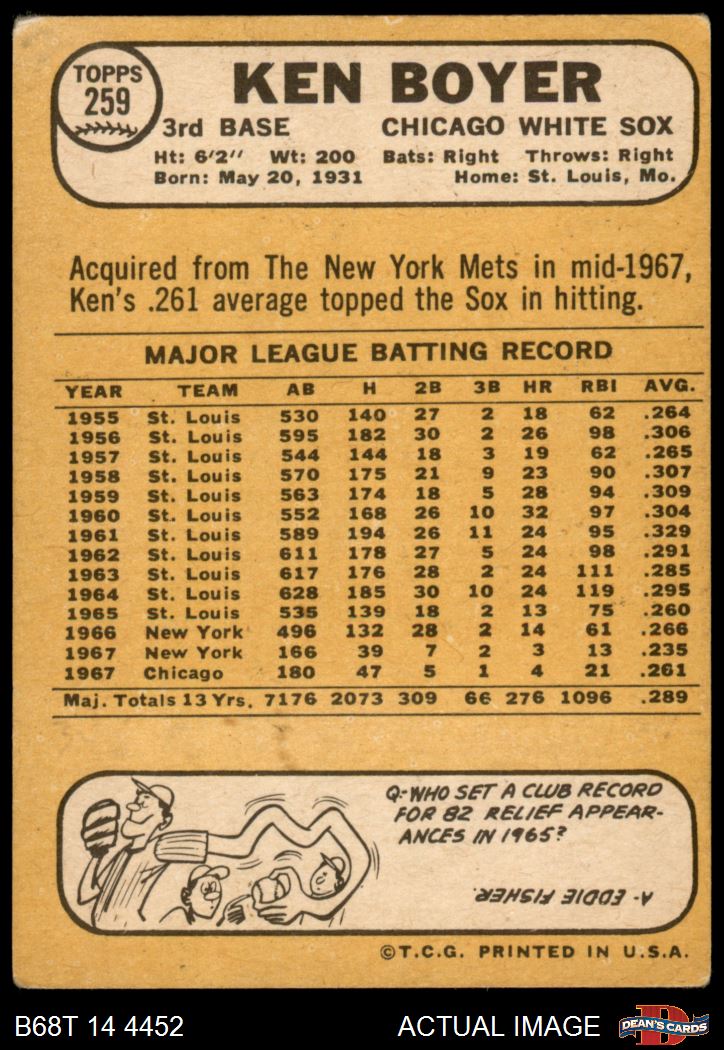 TOPPS
259
KEN BOYER
3rd BASE CHICAGO WHITE SOX
Ht: 6'2" Wt: 200 Bats: Right Throws: Right
Born: May 20, 1931 Home: St. Louis, Mo.
Acquired from The New York Mets in mid-1967,
Ken's .261 average topped the Sox in hitting.
MAJOR LEAGUE BATTING RECORD
YEAR TEAM AB H 2B 3B HR RBI AVG.
1955 St. Louis 530 140 27 2 18 62 .264
1956 St. Louis 595 182 30 2 26 98 .306
1957 St. Louis 544 144 18 3 19 62 .265
1958 St. Louis 570 175 21 9 23 90 .307
1959 St. Louis 563 174 18 5 28 94 .309
1960 St. Louis 552 168 26 10 32 97 .304
1961 St. Louis 589 194 26 11 24 95 .329
1962 St. Louis 611 178 27 5 24 98 .291
1963 St. Louis 617 176 28 2 24 111 .285
1964 St. Louis 628 185 30 10 24 119 .295
1965 St. Louis 535 139 18 2 13 75 .260
1966 New York 496 132 28 2 14 61 .266
1967 New York 166 39 7 2 3 13 .235
1967 Chicago 180 47 5 1 4 21 .261
Maj. Totals 13 Yrs. 7176 2073 309 66 276 1096 .289
Q-WHO SET A CLUB RECORD
FOR 82 RELIEF APPEAR-
ANCES IN 1965?
A- EDDIE FISHER.
©T.C.G. PRINTED IN U.S.A.
B68T 14 4452 ACTUAL IMAGE
D
DEAN'S CARDS